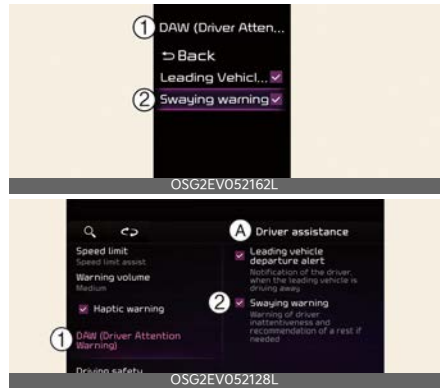 ① DAW (Driver Atten...
Back
Leading Vehicl...
② Swaying warning
OSG2EV052162L
Speed limit
Speed limit assist
Warning volume
Medium
Haptic warning
① DAW (Driver Attention
Warning)
Driving safety
Ⓐ Driver assistance
Leading vehicle
departure alert
Notification of the driver,
when the leading vehicle is
driving away
② Swaying warning
Warning of driver
inattentiveness and
recommendation of a rest if
needed
OSG2EV052128L